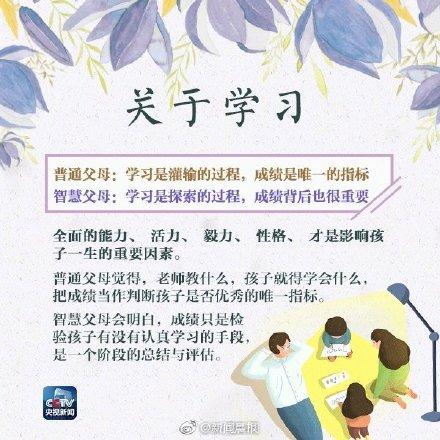 关于学习
普通父母：学习是灌输的过程，成绩是唯一的指标
智慧父母：学习是探索的过程，成绩背后也很重要
全面的能力、活力、毅力、性格、才是影响孩
子一生的重要因素。
普通父母觉得，老师教什么，孩子就得学会什么，
把成绩当作判断孩子是否优秀的唯一指标。
智慧父母会明白，成绩只是检
验孩子有没有认真学习的手段，
是一个阶段的总结与评估。
CCTV
央视新闻
@新闻晨报